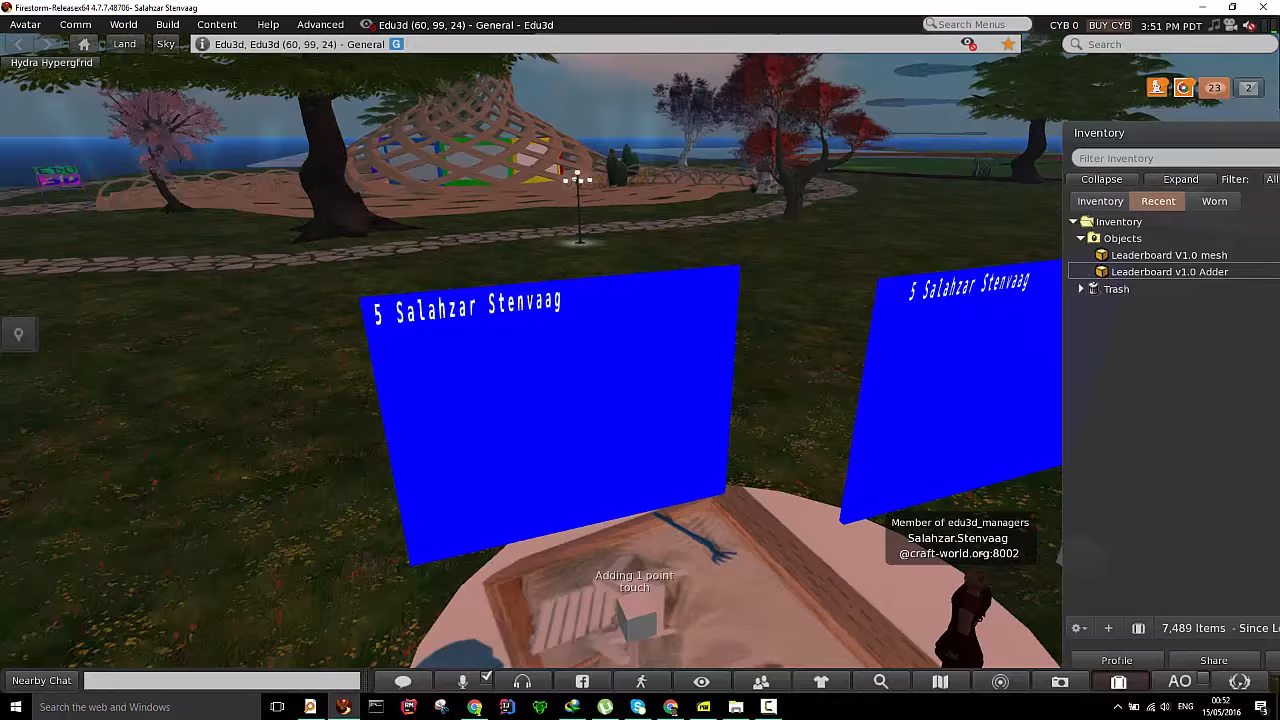 Firestorm-Releasex64 4.7.7.48706- Salahzar Stenvaag
Avatar Comm World Build Content Help Advanced Edu3d (60, 99, 24) - General - Edu3d Search Menus CYB 0 BUY CYB 3:51 PM PDT
Land Sky Edu3d, Edu3d (60, 99, 24) - General G Search
Hydra Hypergfrid
23 2
Inventory
Filter Inventory
Collapse Expand Filter: All
Inventory Recent Worn
Inventory
Objects
Leaderboard V1.0 mesh
Leaderboard v1.0 Adder
Trash
5 Salahzar Stenvaag
5 Salahzar Stenvaag
Member of edu3d_managers
Salahzar.Stenvaag
@craft-world.org:8002
Adding 1 point
touch
7,489 Items - Since Lo
Profile Share
Nearby Chat AO
Search the web and Windows ENG 00:52
15/05/2016